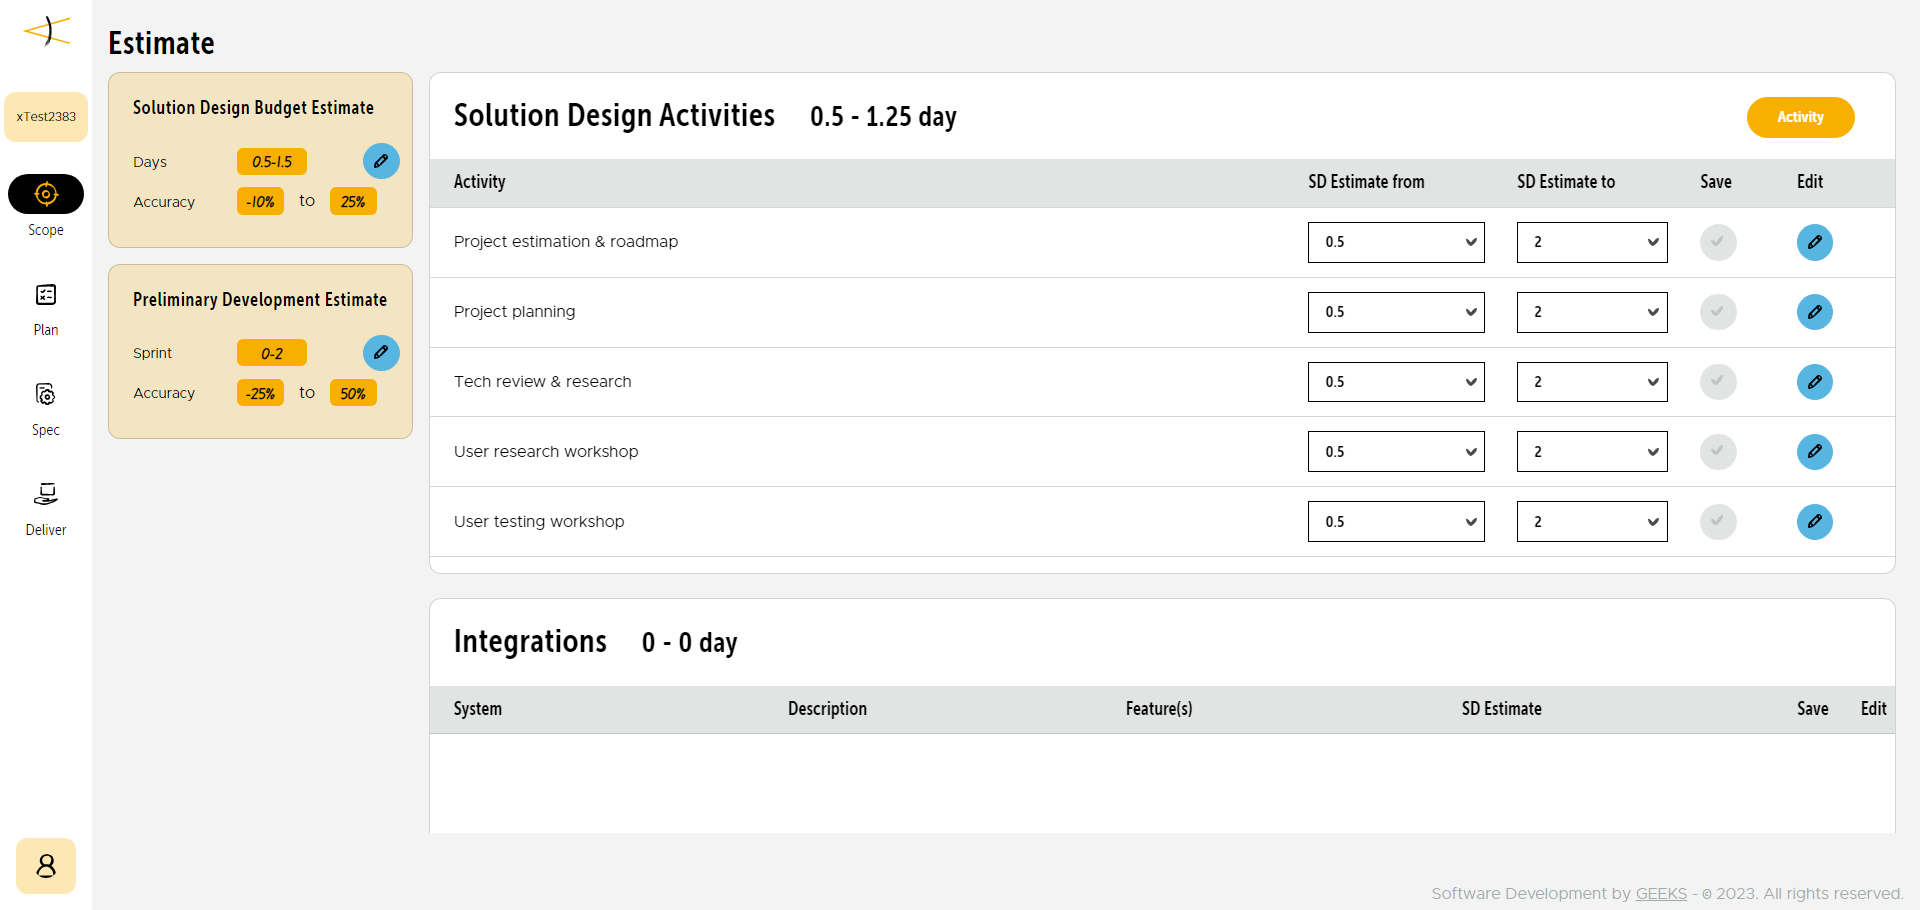 Estimate
xTest2383
Scope
Plan
Spec
Deliver
Solution Design Budget Estimate
Days 0.5-1.5
Accuracy -10% to 25%
Preliminary Development Estimate
Sprint 0-2
Accuracy -25% to 50%
Solution Design Activities 0.5 - 1.25 day
Activity
Activity SD Estimate from SD Estimate to Save Edit
Project estimation & roadmap 0.5 2
Project planning 0.5 2
Tech review & research 0.5 2
User research workshop 0.5 2
User testing workshop 0.5 2
Integrations 0 - 0 day
System Description Feature(s) SD Estimate Save Edit
Software Development by GEEKS - © 2023. All rights reserved.